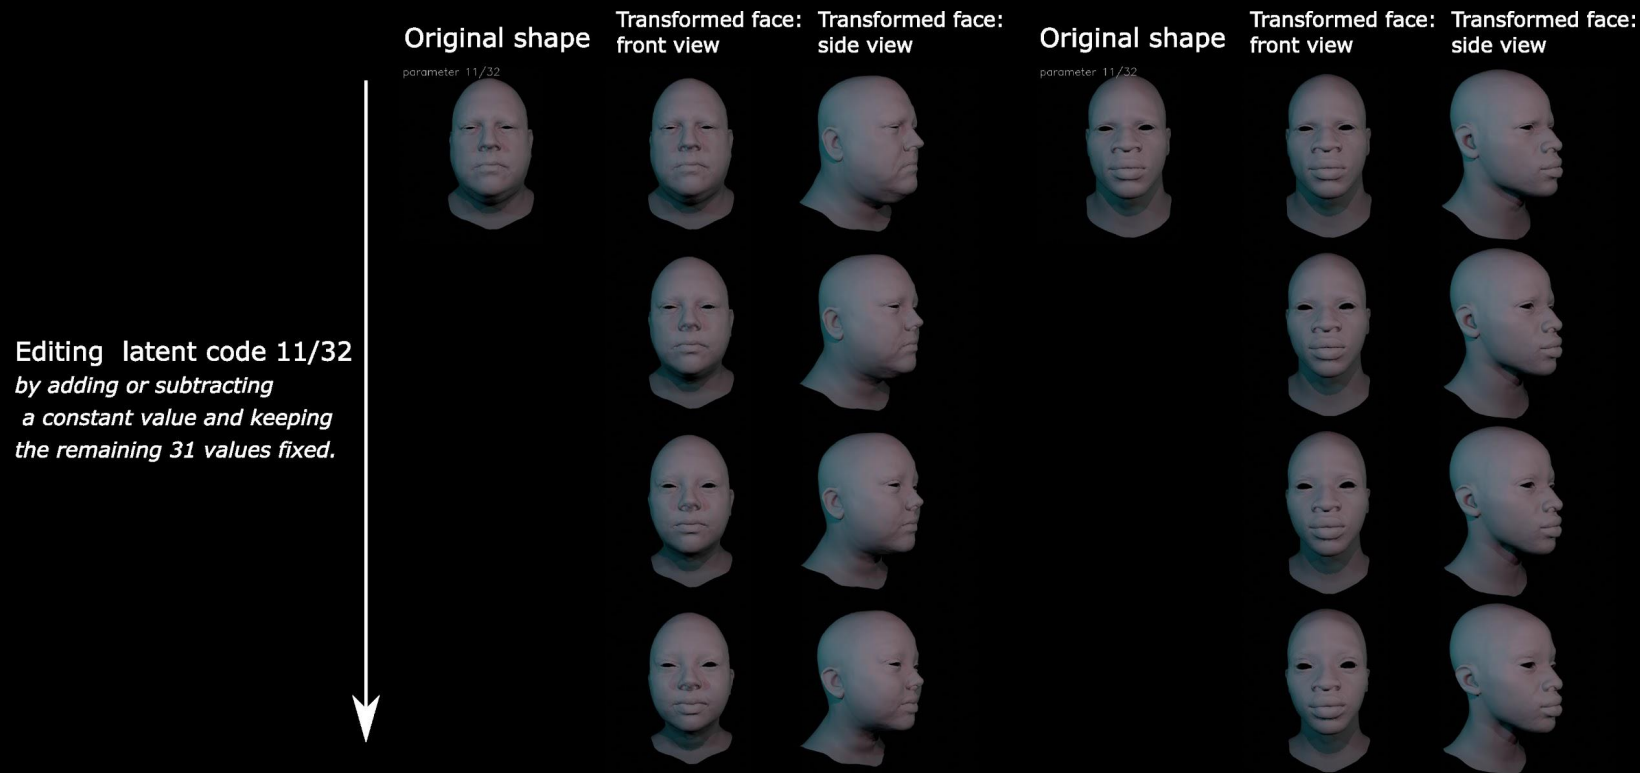 Original shape
Transformed face:
front view
Transformed face:
side view
Original shape
Transformed face:
front view
Transformed face:
side view
parameter 11/32
parameter 11/32
Editing latent code 11/32
by adding or subtracting
a constant value and keeping
the remaining 31 values fixed.